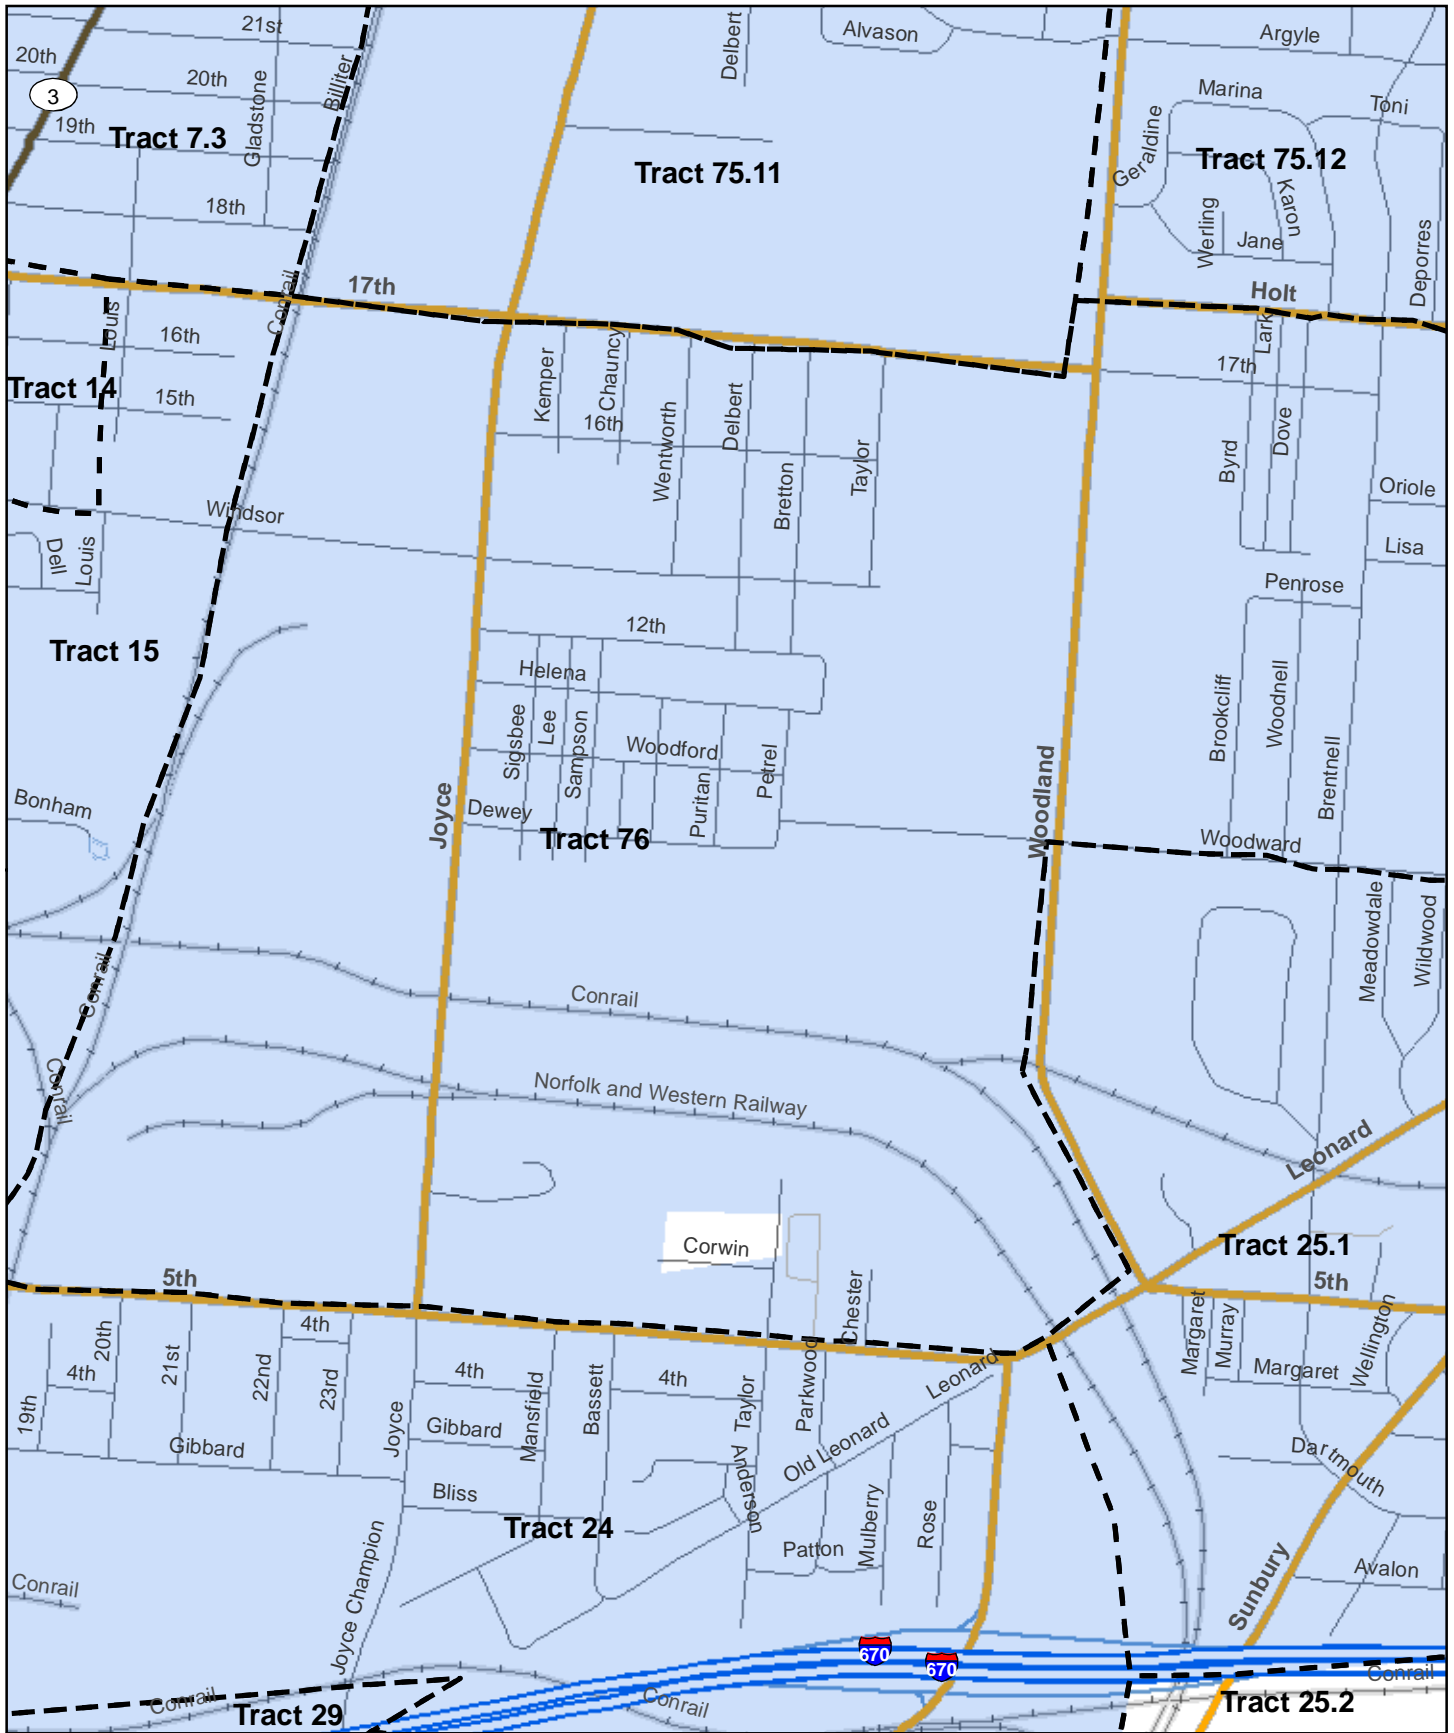 21st
Billiter
Delbert
Alvason
Argyle
20th
20th
Gladstone
Marina
Toni
3
19th
Tract 7.3
Geraldine
Tract 75.12
Tract 75.11
Karon
18th
Werling
Jane
Deporres
Conrail
17th
Holt
Louis
16th
Lark
Kemper
Chauncy
17th
Tract 14
15th
Wentworth
16th
Delbert
Taylor
Byrd
Dove
Bretton
Oriole
Windsor
Dell
Louis
Lisa
Penrose
12th
Tract 15
Helena
Sigsbee
Lee
Sampson
Woodford
Puritan
Petrel
Brookcliff
Woodnell
Brentnell
Woodland
Joyce
Bonham
Dewey
Tract 76
Woodward
Meadowdale
Wildwood
Conrail
Conrail
Conrail
Norfolk and Western Railway
Leonard
Corwin
Tract 25.1
5th
5th
Chester
Margaret
Murray
Wellington
20th
4th
21st
22nd
23rd
4th
19th
Gibbard
Joyce
4th
Gibbard
Mansfield
Bassett
4th
Taylor
Parkwood
Leonard
Old Leonard
Margaret
Dartmouth
Anderson
Bliss
Tract 24
Patton
Mulberry
Rose
Avalon
Sunbury
Conrail
Joyce Champion
670
670
Conrail
Conrail
Conrail
Tract 29
Tract 25.2